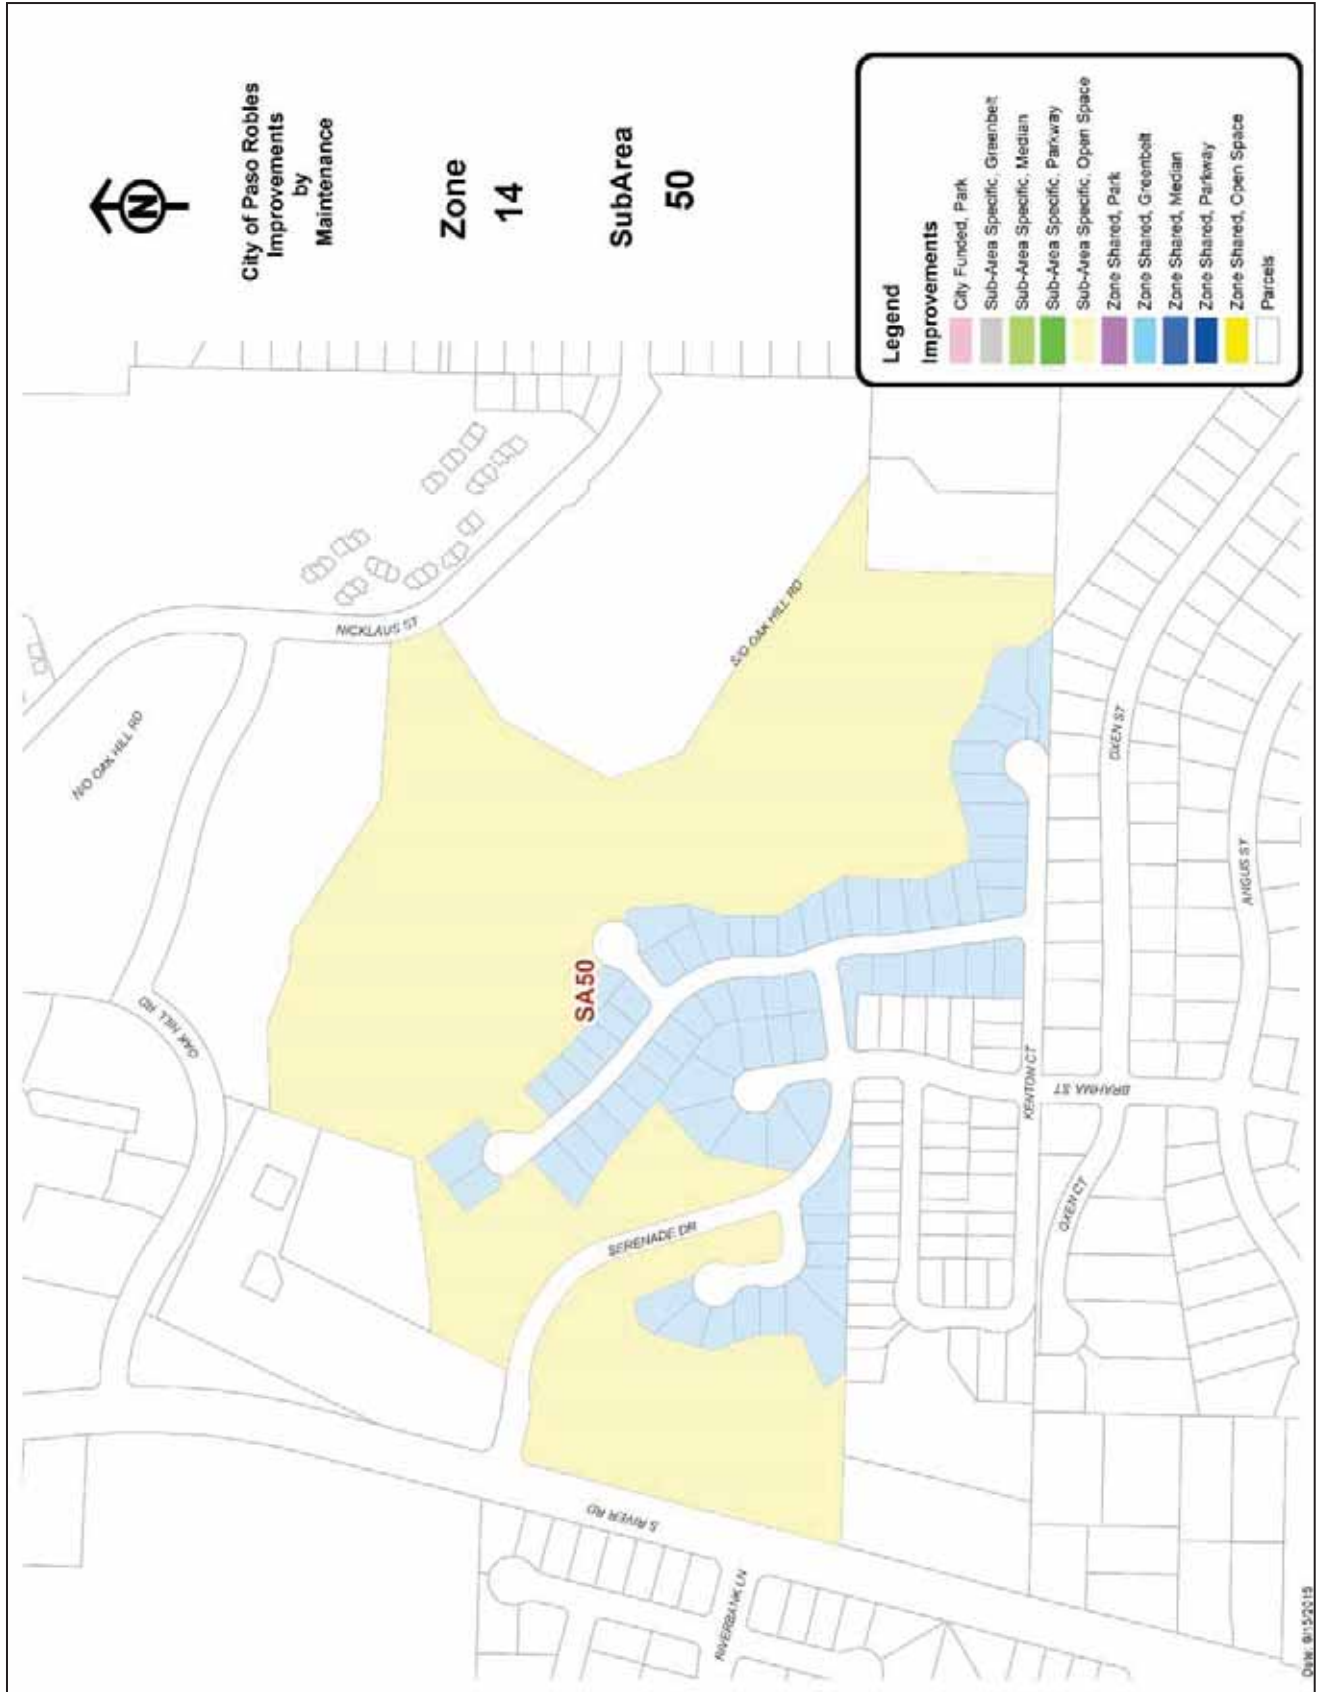 N
City of Paso Robles
Improvements
by
Maintenance
Zone
14
SubArea
50
Legend
Improvements
City Funded, Park
Sub-Area Specific, Greenbelt
Sub-Area Specific, Median
Sub-Area Specific, Parkway
Sub-Area Specific, Open Space
Zone Shared, Park
Zone Shared, Greenbelt
Zone Shared, Median
Zone Shared, Parkway
Zone Shared, Open Space
Parcels
N/O OAK HILL RD
NICKLAUS ST
S/O OAK HILL RD
OAK HILL RD
SA50
SERENADE DR
S RIVER RD
RIVERBANK LN
KENTON CT
BRAHMA ST
OXEN CT
OXEN ST
ANGUS ST
Date: 9/15/2015